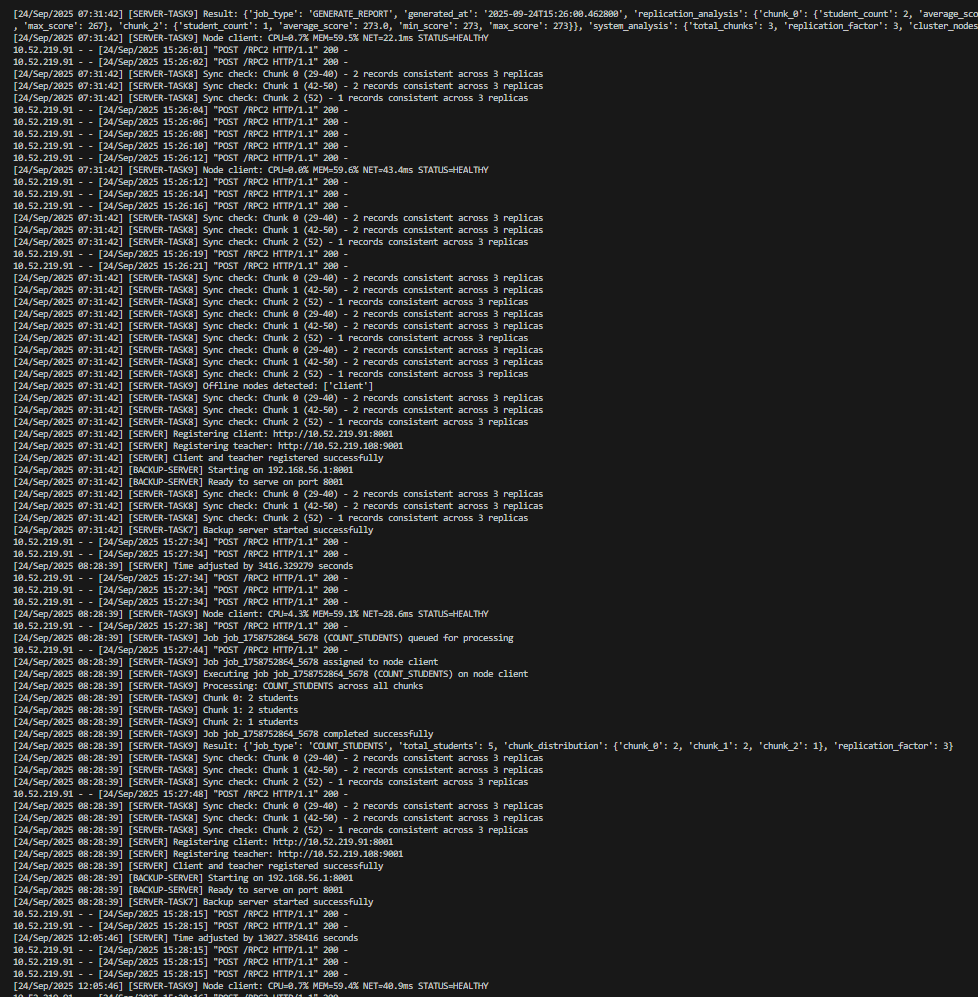 [24/Sep/2025 07:31:42] [SERVER-TASK9] Result: {'job_type': 'GENERATE_REPORT', 'generated_at': '2025-09-24T15:26:00.462800', 'replication_analysis': {'chunk_0': {'student_count': 2, 'average_sco
, 'max_score': 267}, 'chunk_2': {'student_count': 1, 'average_score': 273.0, 'min_score': 273, 'max_score': 273}}, 'system_analysis': {'total_chunks': 3, 'replication_factor': 3, 'cluster_nodes
[24/Sep/2025 07:31:42] [SERVER-TASK9] Node client: CPU=0.7% MEM=59.5% NET=22.1ms STATUS=HEALTHY
10.52.219.91 - - [24/Sep/2025 15:26:01] "POST /RPC2 HTTP/1.1" 200 -
10.52.219.91 - - [24/Sep/2025 15:26:02] "POST /RPC2 HTTP/1.1" 200 -
[24/Sep/2025 07:31:42] [SERVER-TASK8] Sync check: Chunk 0 (29-40) - 2 records consistent across 3 replicas
[24/Sep/2025 07:31:42] [SERVER-TASK8] Sync check: Chunk 1 (42-50) - 2 records consistent across 3 replicas
[24/Sep/2025 07:31:42] [SERVER-TASK8] Sync check: Chunk 2 (52) - 1 records consistent across 3 replicas
10.52.219.91 - - [24/Sep/2025 15:26:04] "POST /RPC2 HTTP/1.1" 200 -
10.52.219.91 - - [24/Sep/2025 15:26:06] "POST /RPC2 HTTP/1.1" 200 -
10.52.219.91 - - [24/Sep/2025 15:26:08] "POST /RPC2 HTTP/1.1" 200 -
10.52.219.91 - - [24/Sep/2025 15:26:10] "POST /RPC2 HTTP/1.1" 200 -
10.52.219.91 - - [24/Sep/2025 15:26:12] "POST /RPC2 HTTP/1.1" 200 -
[24/Sep/2025 07:31:42] [SERVER-TASK9] Node client: CPU=0.0% MEM=59.6% NET=43.4ms STATUS=HEALTHY
10.52.219.91 - - [24/Sep/2025 15:26:12] "POST /RPC2 HTTP/1.1" 200 -
10.52.219.91 - - [24/Sep/2025 15:26:14] "POST /RPC2 HTTP/1.1" 200 -
10.52.219.91 - - [24/Sep/2025 15:26:16] "POST /RPC2 HTTP/1.1" 200 -
[24/Sep/2025 07:31:42] [SERVER-TASK8] Sync check: Chunk 0 (29-40) - 2 records consistent across 3 replicas
[24/Sep/2025 07:31:42] [SERVER-TASK8] Sync check: Chunk 1 (42-50) - 2 records consistent across 3 replicas
[24/Sep/2025 07:31:42] [SERVER-TASK8] Sync check: Chunk 2 (52) - 1 records consistent across 3 replicas
10.52.219.91 - - [24/Sep/2025 15:26:19] "POST /RPC2 HTTP/1.1" 200 -
10.52.219.91 - - [24/Sep/2025 15:26:21] "POST /RPC2 HTTP/1.1" 200 -
[24/Sep/2025 07:31:42] [SERVER-TASK8] Sync check: Chunk 0 (29-40) - 2 records consistent across 3 replicas
[24/Sep/2025 07:31:42] [SERVER-TASK8] Sync check: Chunk 1 (42-50) - 2 records consistent across 3 replicas
[24/Sep/2025 07:31:42] [SERVER-TASK8] Sync check: Chunk 2 (52) - 1 records consistent across 3 replicas
[24/Sep/2025 07:31:42] [SERVER-TASK8] Sync check: Chunk 0 (29-40) - 2 records consistent across 3 replicas
[24/Sep/2025 07:31:42] [SERVER-TASK8] Sync check: Chunk 1 (42-50) - 2 records consistent across 3 replicas
[24/Sep/2025 07:31:42] [SERVER-TASK8] Sync check: Chunk 2 (52) - 1 records consistent across 3 replicas
[24/Sep/2025 07:31:42] [SERVER-TASK8] Sync check: Chunk 0 (29-40) - 2 records consistent across 3 replicas
[24/Sep/2025 07:31:42] [SERVER-TASK8] Sync check: Chunk 1 (42-50) - 2 records consistent across 3 replicas
[24/Sep/2025 07:31:42] [SERVER-TASK8] Sync check: Chunk 2 (52) - 1 records consistent across 3 replicas
[24/Sep/2025 07:31:42] [SERVER-TASK9] Offline nodes detected: ['client']
[24/Sep/2025 07:31:42] [SERVER-TASK8] Sync check: Chunk 0 (29-40) - 2 records consistent across 3 replicas
[24/Sep/2025 07:31:42] [SERVER-TASK8] Sync check: Chunk 1 (42-50) - 2 records consistent across 3 replicas
[24/Sep/2025 07:31:42] [SERVER-TASK8] Sync check: Chunk 2 (52) - 1 records consistent across 3 replicas
[24/Sep/2025 07:31:42] [SERVER] Registering client: http://10.52.219.91:8001
[24/Sep/2025 07:31:42] [SERVER] Registering teacher: http://10.52.219.108:9001
[24/Sep/2025 07:31:42] [SERVER] Client and teacher registered successfully
[24/Sep/2025 07:31:42] [BACKUP-SERVER] Starting on 192.168.56.1:8001
[24/Sep/2025 07:31:42] [BACKUP-SERVER] Ready to serve on port 8001
[24/Sep/2025 07:31:42] [SERVER-TASK8] Sync check: Chunk 0 (29-40) - 2 records consistent across 3 replicas
[24/Sep/2025 07:31:42] [SERVER-TASK8] Sync check: Chunk 1 (42-50) - 2 records consistent across 3 replicas
[24/Sep/2025 07:31:42] [SERVER-TASK8] Sync check: Chunk 2 (52) - 1 records consistent across 3 replicas
[24/Sep/2025 07:31:42] [SERVER-TASK7] Backup server started successfully
10.52.219.91 - - [24/Sep/2025 15:27:34] "POST /RPC2 HTTP/1.1" 200 -
10.52.219.91 - - [24/Sep/2025 15:27:34] "POST /RPC2 HTTP/1.1" 200 -
[24/Sep/2025 08:28:39] [SERVER] Time adjusted by 3416.329279 seconds
10.52.219.91 - - [24/Sep/2025 15:27:34] "POST /RPC2 HTTP/1.1" 200 -
10.52.219.91 - - [24/Sep/2025 15:27:34] "POST /RPC2 HTTP/1.1" 200 -
10.52.219.91 - - [24/Sep/2025 15:27:34] "POST /RPC2 HTTP/1.1" 200 -
[24/Sep/2025 08:28:39] [SERVER-TASK9] Node client: CPU=4.3% MEM=59.1% NET=28.6ms STATUS=HEALTHY
10.52.219.91 - - [24/Sep/2025 15:27:38] "POST /RPC2 HTTP/1.1" 200 -
[24/Sep/2025 08:28:39] [SERVER-TASK9] Job job_1758752864_5678 (COUNT_STUDENTS) queued for processing
10.52.219.91 - - [24/Sep/2025 15:27:44] "POST /RPC2 HTTP/1.1" 200 -
[24/Sep/2025 08:28:39] [SERVER-TASK9] Job job_1758752864_5678 assigned to node client
[24/Sep/2025 08:28:39] [SERVER-TASK9] Executing job job_1758752864_5678 (COUNT_STUDENTS) on node client
[24/Sep/2025 08:28:39] [SERVER-TASK9] Processing: COUNT_STUDENTS across all chunks
[24/Sep/2025 08:28:39] [SERVER-TASK9] Chunk 0: 2 students
[24/Sep/2025 08:28:39] [SERVER-TASK9] Chunk 1: 2 students
[24/Sep/2025 08:28:39] [SERVER-TASK9] Chunk 2: 1 students
[24/Sep/2025 08:28:39] [SERVER-TASK9] Job job_1758752864_5678 completed successfully
[24/Sep/2025 08:28:39] [SERVER-TASK9] Result: {'job_type': 'COUNT_STUDENTS', 'total_students': 5, 'chunk_distribution': {'chunk_0': 2, 'chunk_1': 2, 'chunk_2': 1}, 'replication_factor': 3}
[24/Sep/2025 08:28:39] [SERVER-TASK8] Sync check: Chunk 0 (29-40) - 2 records consistent across 3 replicas
[24/Sep/2025 08:28:39] [SERVER-TASK8] Sync check: Chunk 1 (42-50) - 2 records consistent across 3 replicas
[24/Sep/2025 08:28:39] [SERVER-TASK8] Sync check: Chunk 2 (52) - 1 records consistent across 3 replicas
10.52.219.91 - - [24/Sep/2025 15:27:48] "POST /RPC2 HTTP/1.1" 200 -
[24/Sep/2025 08:28:39] [SERVER-TASK8] Sync check: Chunk 0 (29-40) - 2 records consistent across 3 replicas
[24/Sep/2025 08:28:39] [SERVER-TASK8] Sync check: Chunk 1 (42-50) - 2 records consistent across 3 replicas
[24/Sep/2025 08:28:39] [SERVER-TASK8] Sync check: Chunk 2 (52) - 1 records consistent across 3 replicas
[24/Sep/2025 08:28:39] [SERVER] Registering client: http://10.52.219.91:8001
[24/Sep/2025 08:28:39] [SERVER] Registering teacher: http://10.52.219.108:9001
[24/Sep/2025 08:28:39] [SERVER] Client and teacher registered successfully
[24/Sep/2025 08:28:39] [BACKUP-SERVER] Starting on 192.168.56.1:8001
[24/Sep/2025 08:28:39] [BACKUP-SERVER] Ready to serve on port 8001
[24/Sep/2025 08:28:39] [SERVER-TASK7] Backup server started successfully
10.52.219.91 - - [24/Sep/2025 15:28:15] "POST /RPC2 HTTP/1.1" 200 -
10.52.219.91 - - [24/Sep/2025 15:28:15] "POST /RPC2 HTTP/1.1" 200 -
[24/Sep/2025 12:05:46] [SERVER] Time adjusted by 13027.358416 seconds
10.52.219.91 - - [24/Sep/2025 15:28:15] "POST /RPC2 HTTP/1.1" 200 -
10.52.219.91 - - [24/Sep/2025 15:28:15] "POST /RPC2 HTTP/1.1" 200 -
10.52.219.91 - - [24/Sep/2025 15:28:15] "POST /RPC2 HTTP/1.1" 200 -
[24/Sep/2025 12:05:46] [SERVER-TASK9] Node client: CPU=0.7% MEM=59.4% NET=40.9ms STATUS=HEALTHY
10.52.219.91 - - [24/Sep/2025 15:28:16] "POST /RPC2 HTTP/1.1" 200 -